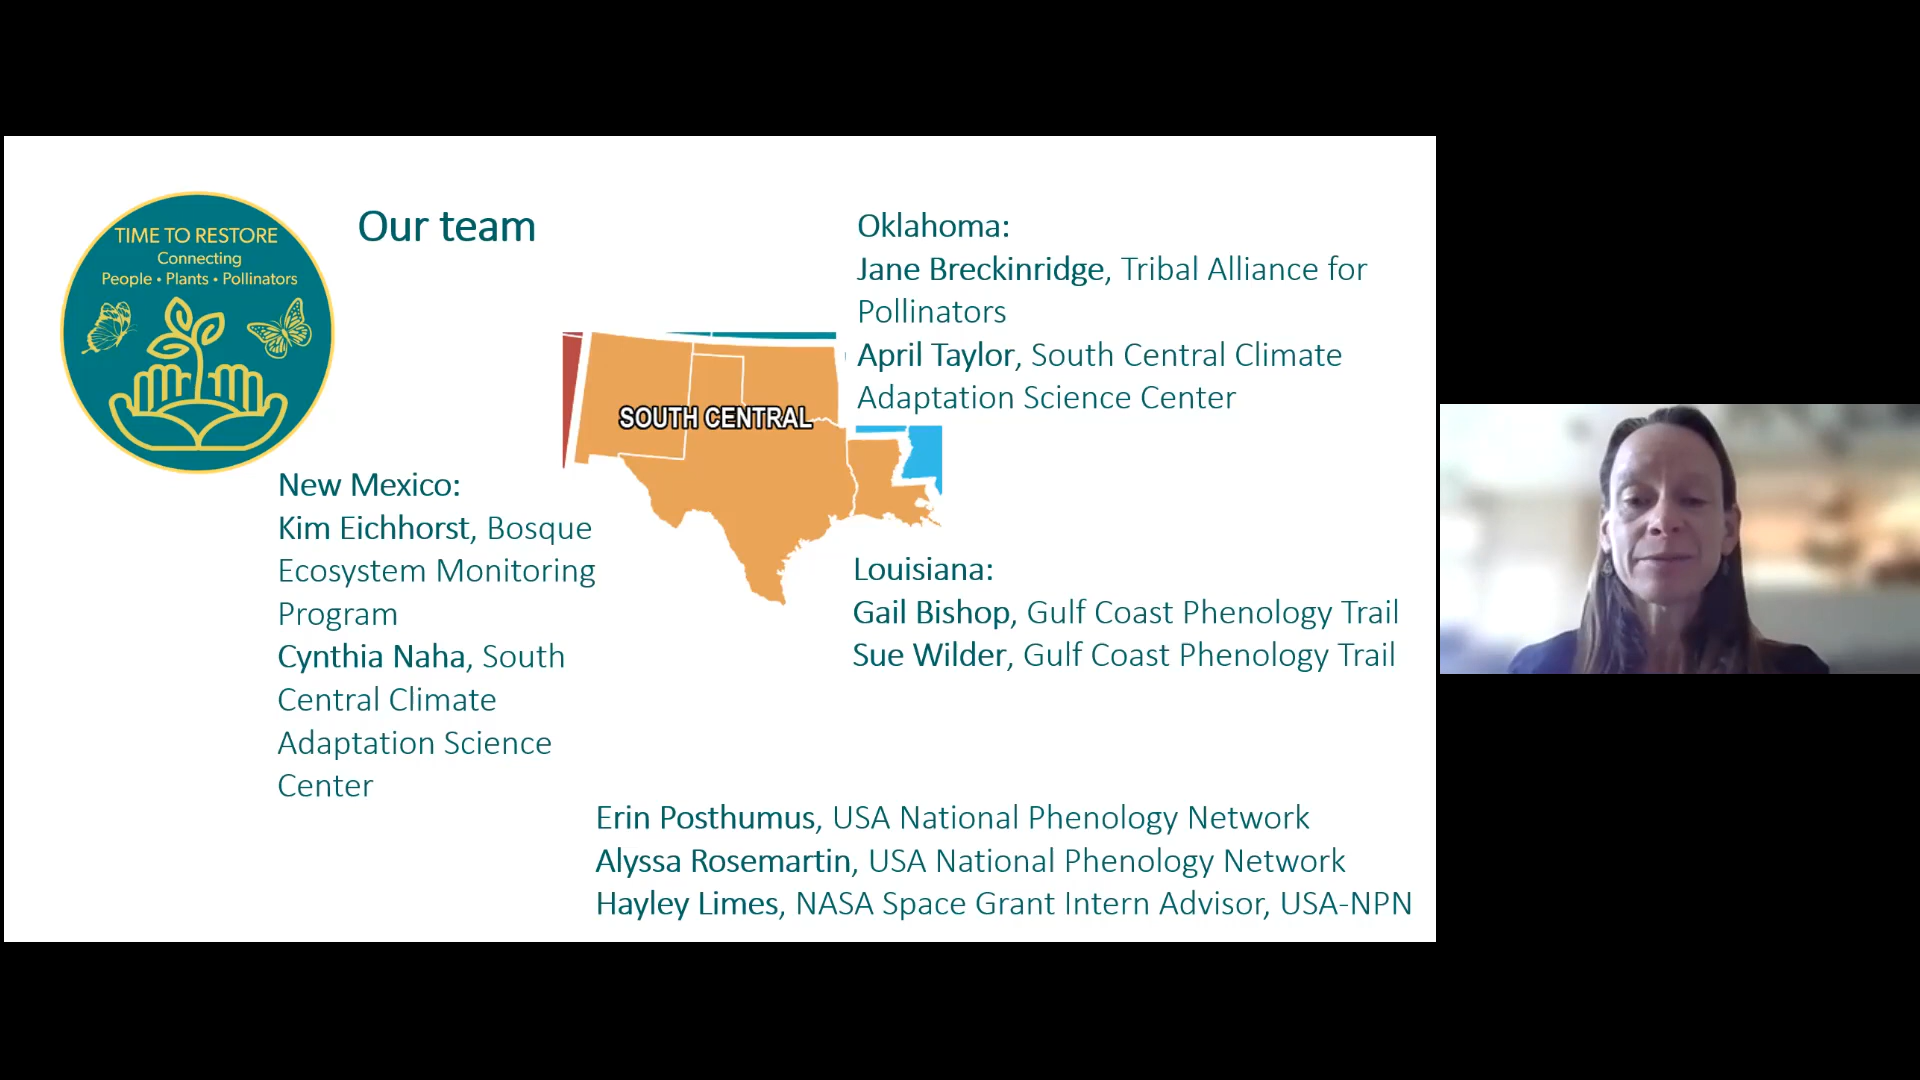 TIME TO RESTORE
Connecting
People • Plants • Pollinators
Our team
Oklahoma:
Jane Breckinridge, Tribal Alliance for
Pollinators
April Taylor, South Central Climate
Adaptation Science Center
SOUTH CENTRAL
New Mexico:
Kim Eichhorst, Bosque
Ecosystem Monitoring
Program
Cynthia Naha, South
Central Climate
Adaptation Science
Center
Louisiana:
Gail Bishop, Gulf Coast Phenology Trail
Sue Wilder, Gulf Coast Phenology Trail
Erin Posthumus, USA National Phenology Network
Alyssa Rosemartin, USA National Phenology Network
Hayley Limes, NASA Space Grant Intern Advisor, USA-NPN